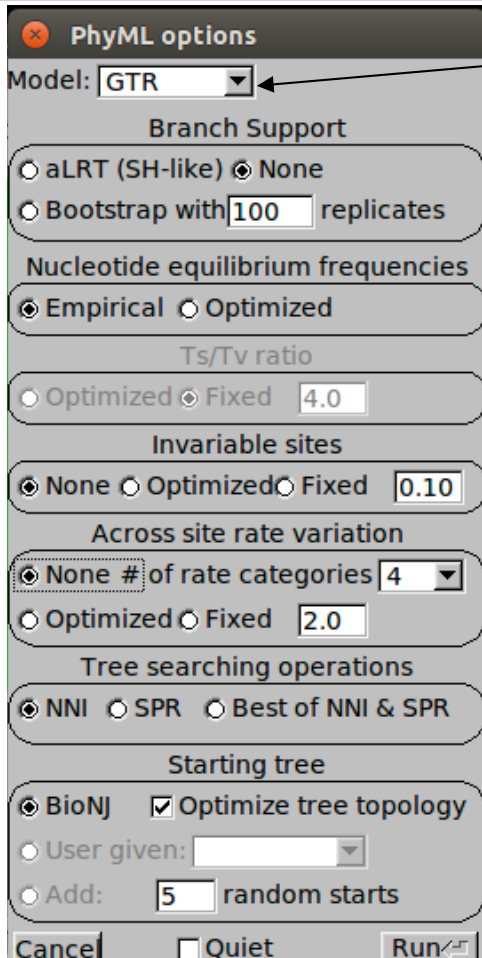 PhyML options
Model: GTR
Branch Support
aLRT (SH-like) None
Bootstrap with 100 replicates
Nucleotide equilibrium frequencies
Empirical Optimized
Ts/Tv ratio
Optimized Fixed 4.0
Invariable sites
None Optimized Fixed 0.10
Across site rate variation
None # of rate categories 4
Optimized Fixed 2.0
Tree searching operations
NNI SPR Best of NNI & SPR
Starting tree
BioNJ Optimize tree topology
User given:
Add: 5 random starts
Cancel Quiet Run